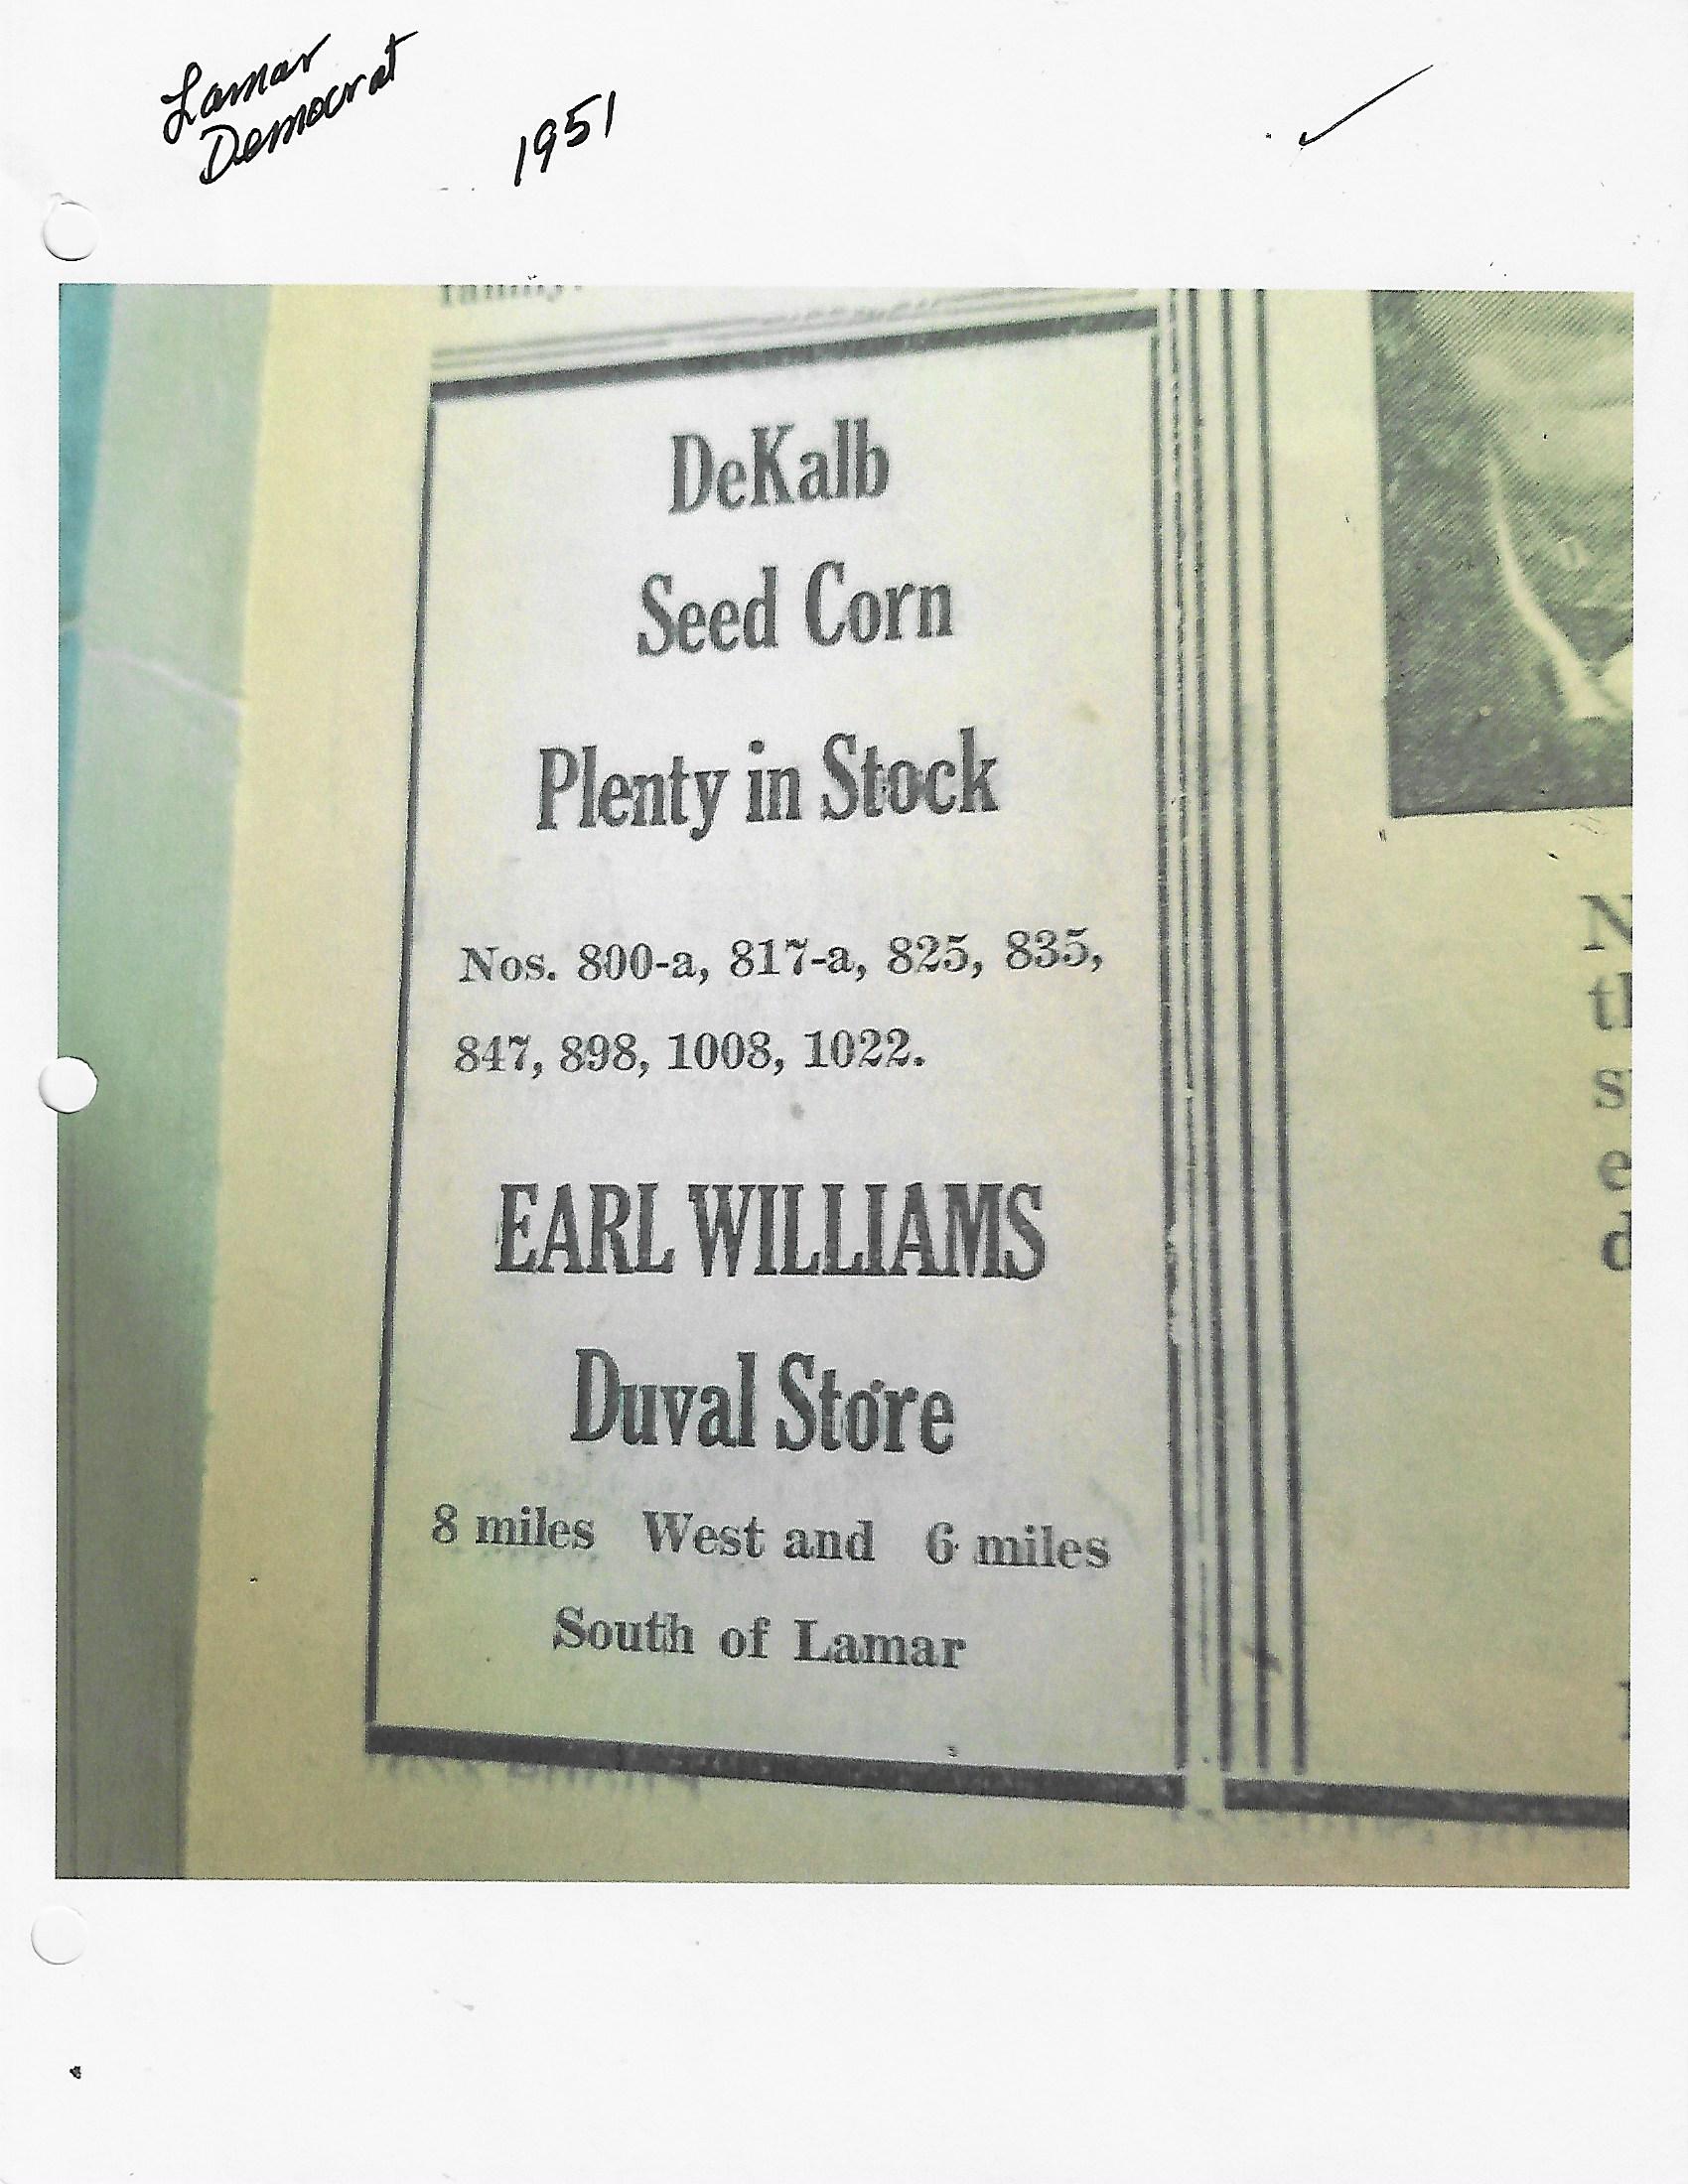 Lamar
Democrat
1951
family.
DeKalb
Seed Corn
Plenty in Stock
Nos. 800-a, 817-a, 825, 835,
847, 898, 1008, 1022.
EARL WILLIAMS
Duval Store
8 miles West and 6 miles
South of Lamar